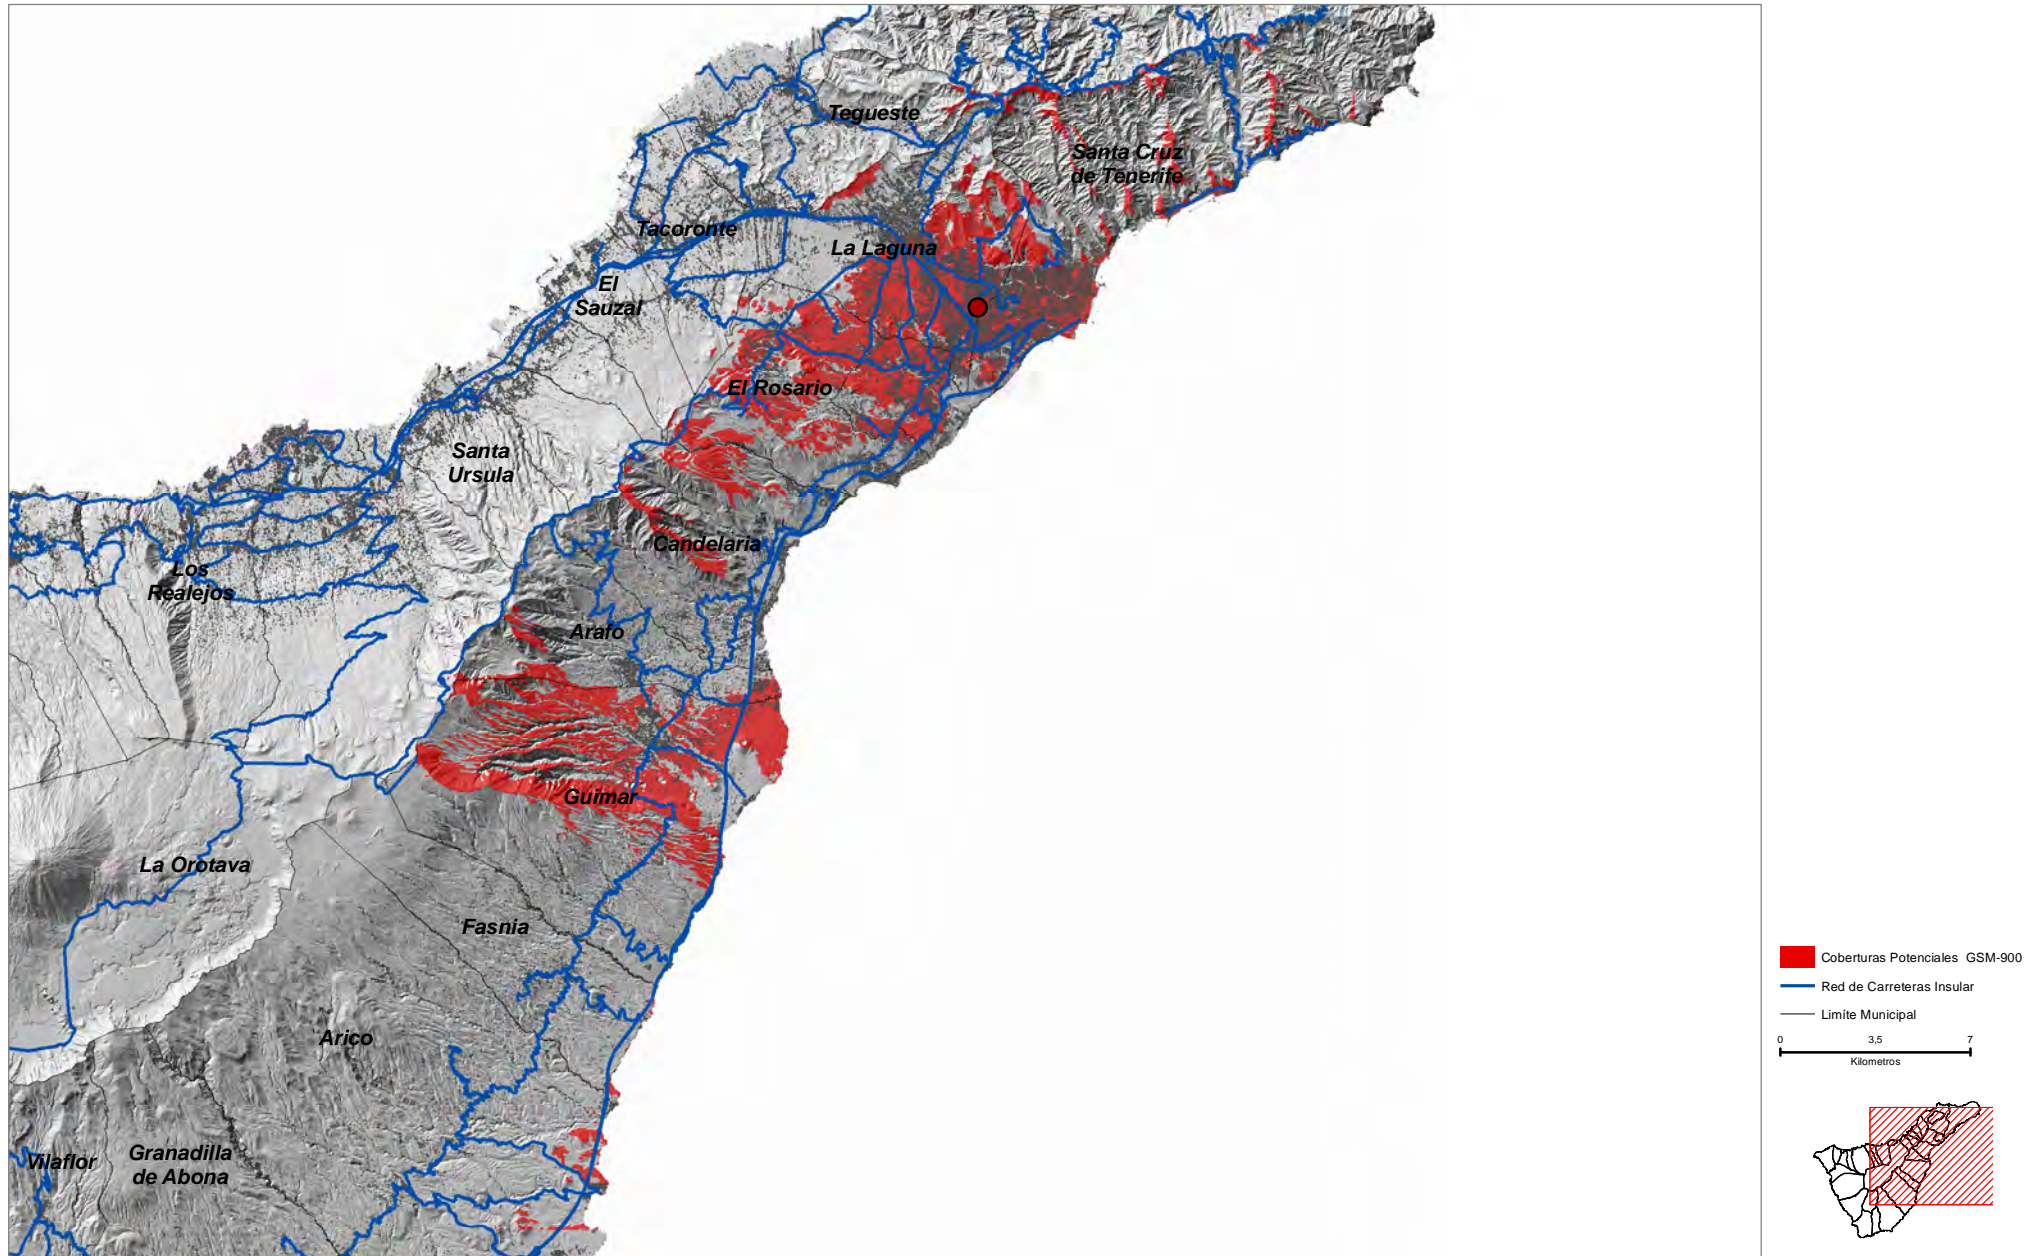 Tegueste
Santa Cruz
de Tenerife
Tacoronte
La Laguna
El
Sauzal
El Rosario
Santa
Ursula
Candelaria
Los
Realejos
Arafo
Guimar
La Orotava
Fasnia
Arico
Vilaflor
Granadilla
de Abona
Coberturas Potenciales GSM-900
Red de Carreteras Insular
Limíte Municipal
0 3,5 7
Kilometros